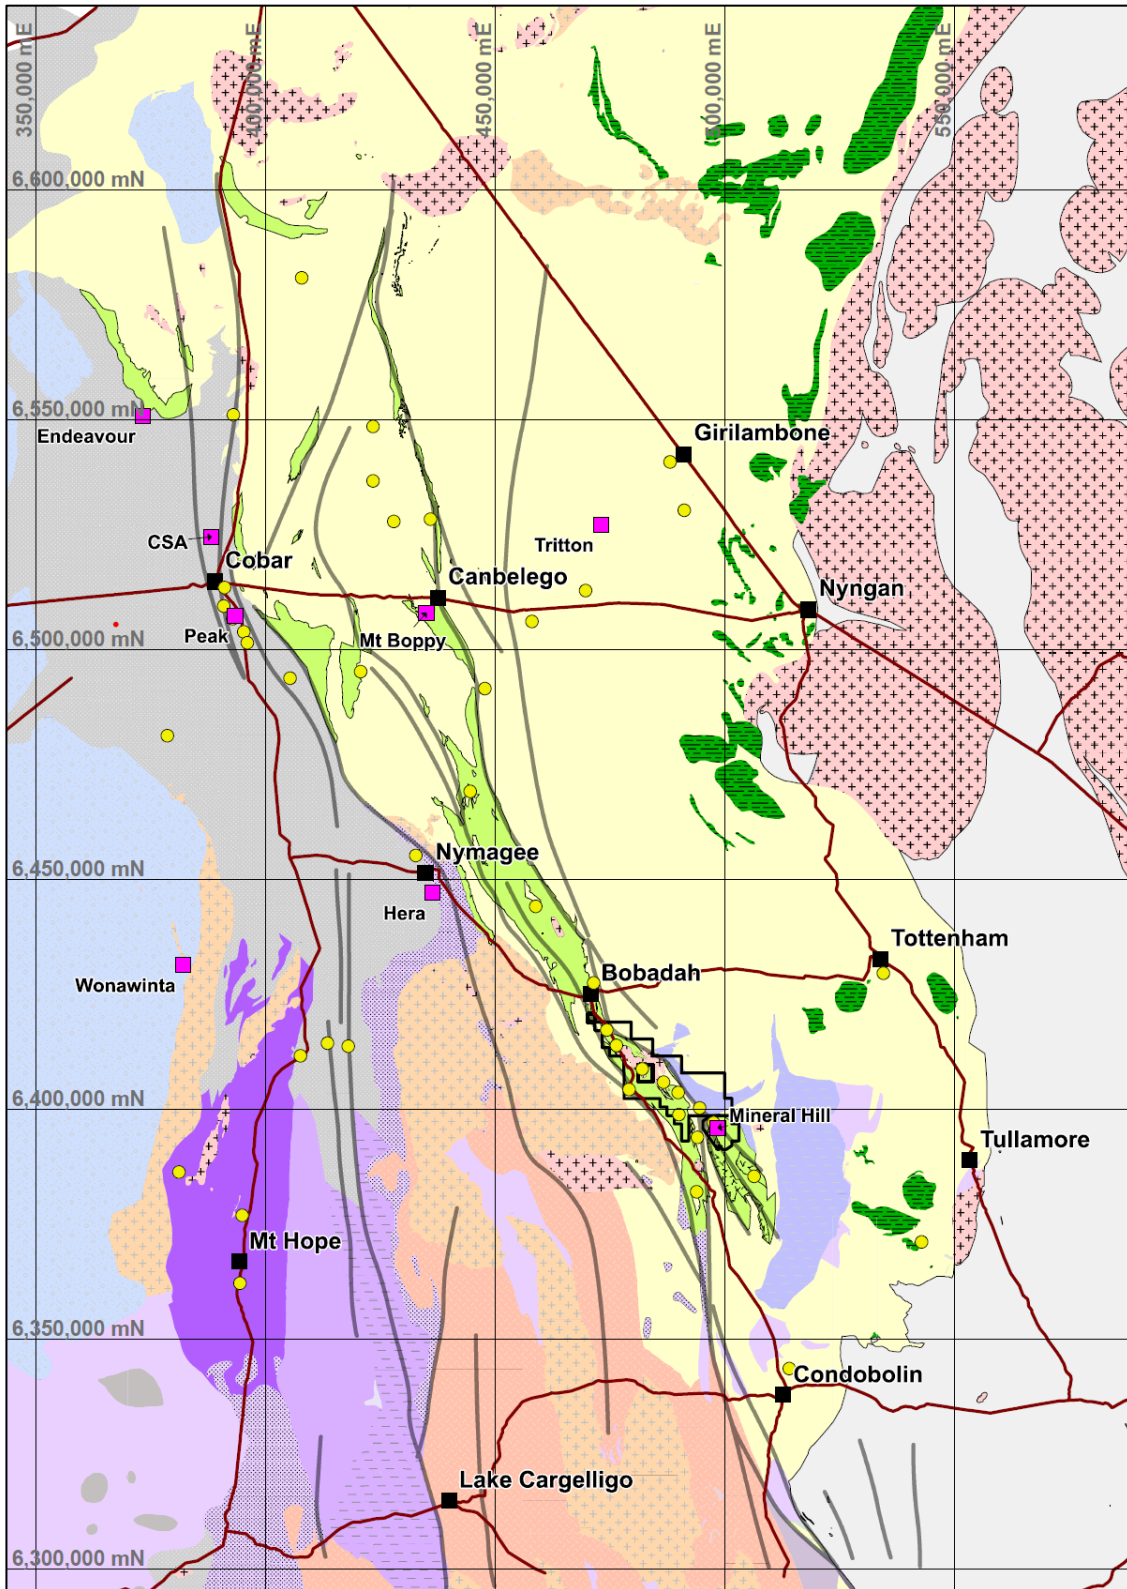 350,000 mE
400,000 mE
450,000 mE
500,000 mE
550,000 mE
6,600,000 mN
6,550,000 mN
Endeavour
Girilambone
CSA
Tritton
Cobar
Canbelego
Nyngan
Peak
Mt Boppy
6,500,000 mN
Nymagee
6,450,000 mN
Hera
Tottenham
Wonawinta
Bobadah
6,400,000 mN
Mineral Hill
Tullamore
Mt Hope
6,350,000 mN
Condobolin
Lake Cargelligo
6,300,000 mN